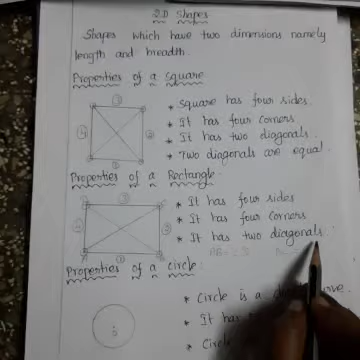 2.D Shapes
Shapes which have two dimensions namely
length and breadth.
Properties of a square
* square has four sides.
* It has four corners
* It has two diagonals.
* Two diagonals are equal.
Properties of a Rectangle
* It has four sides
* It has four corners
* It has two diagonals.
Properties of a circle:
* Circle is a
* It has
* Circle